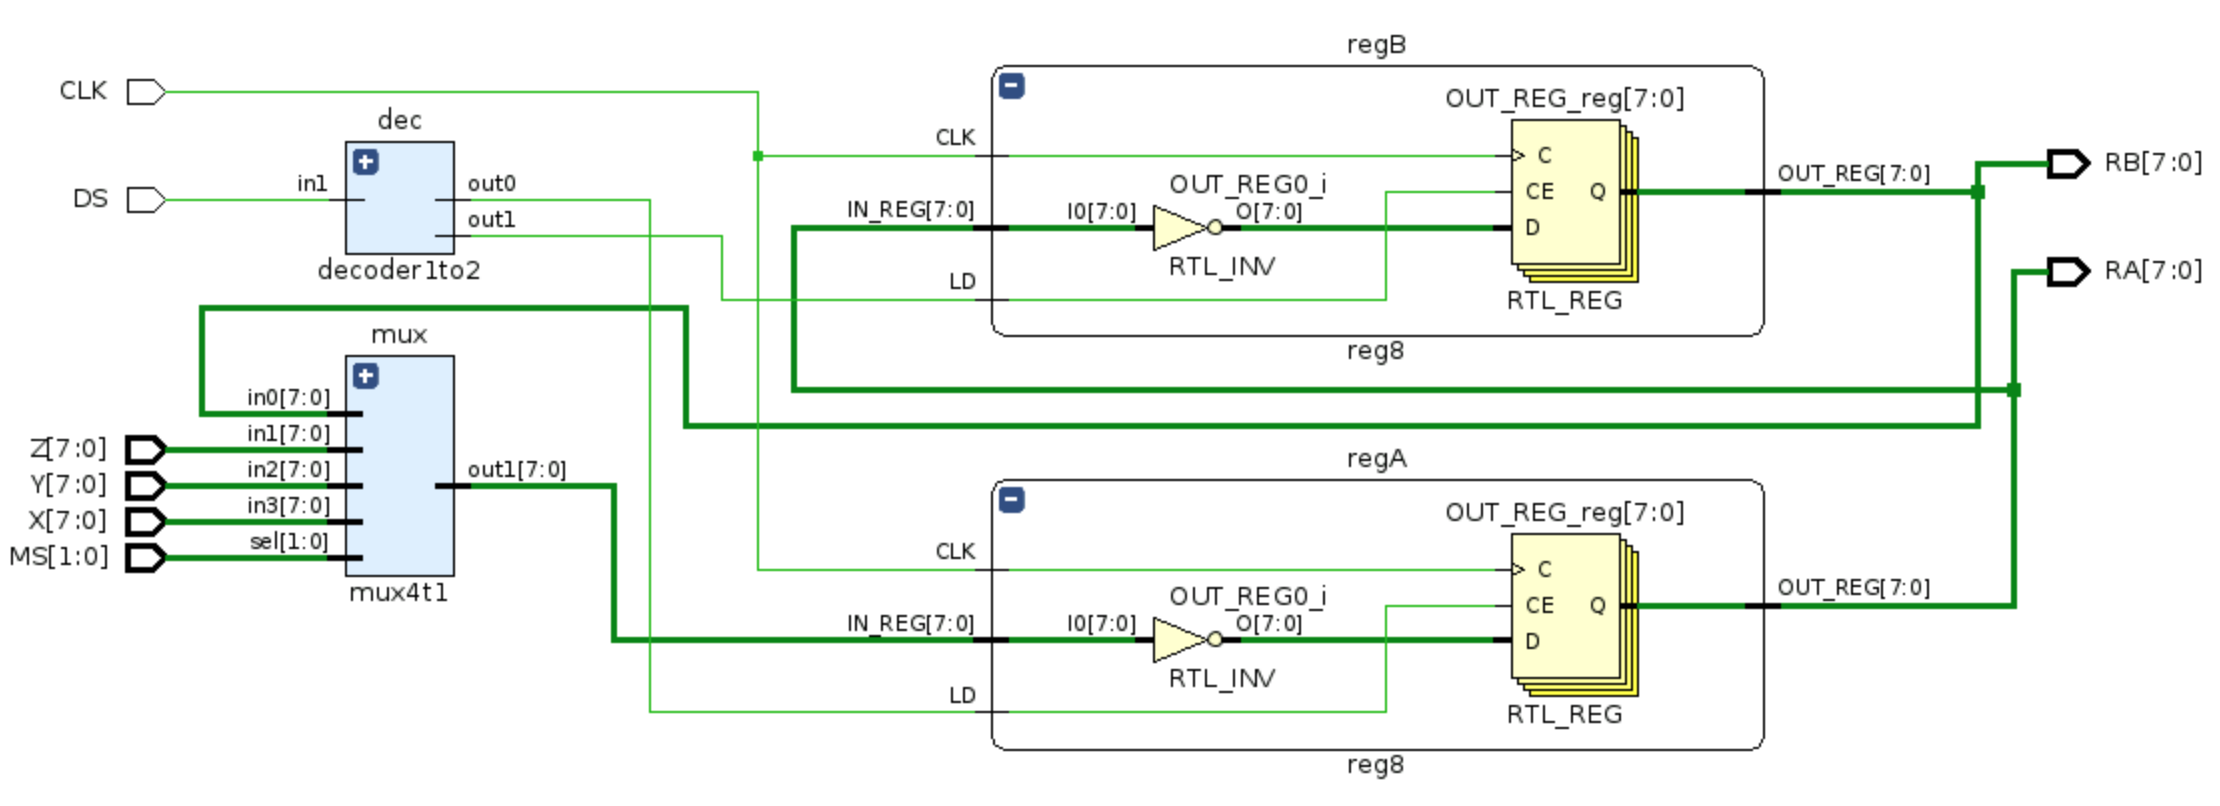 regB
CLK
OUT_REG_reg[7:0]
dec
CLK
C
RB[7:0]
DS
in1
out0
OUT_REG0_i
CE
Q
OUT_REG[7:0]
out1
IN_REG[7:0]
I0[7:0]
O[7:0]
D
decoder1to2
LD
RTL_INV
RA[7:0]
RTL_REG
mux
reg8
in0[7:0]
Z[7:0]
in1[7:0]
regA
Y[7:0]
in2[7:0]
out1[7:0]
X[7:0]
in3[7:0]
OUT_REG_reg[7:0]
MS[1:0]
sel[1:0]
CLK
C
mux4t1
OUT_REG0_i
CE
Q
OUT_REG[7:0]
IN_REG[7:0]
I0[7:0]
O[7:0]
D
LD
RTL_INV
RTL_REG
reg8